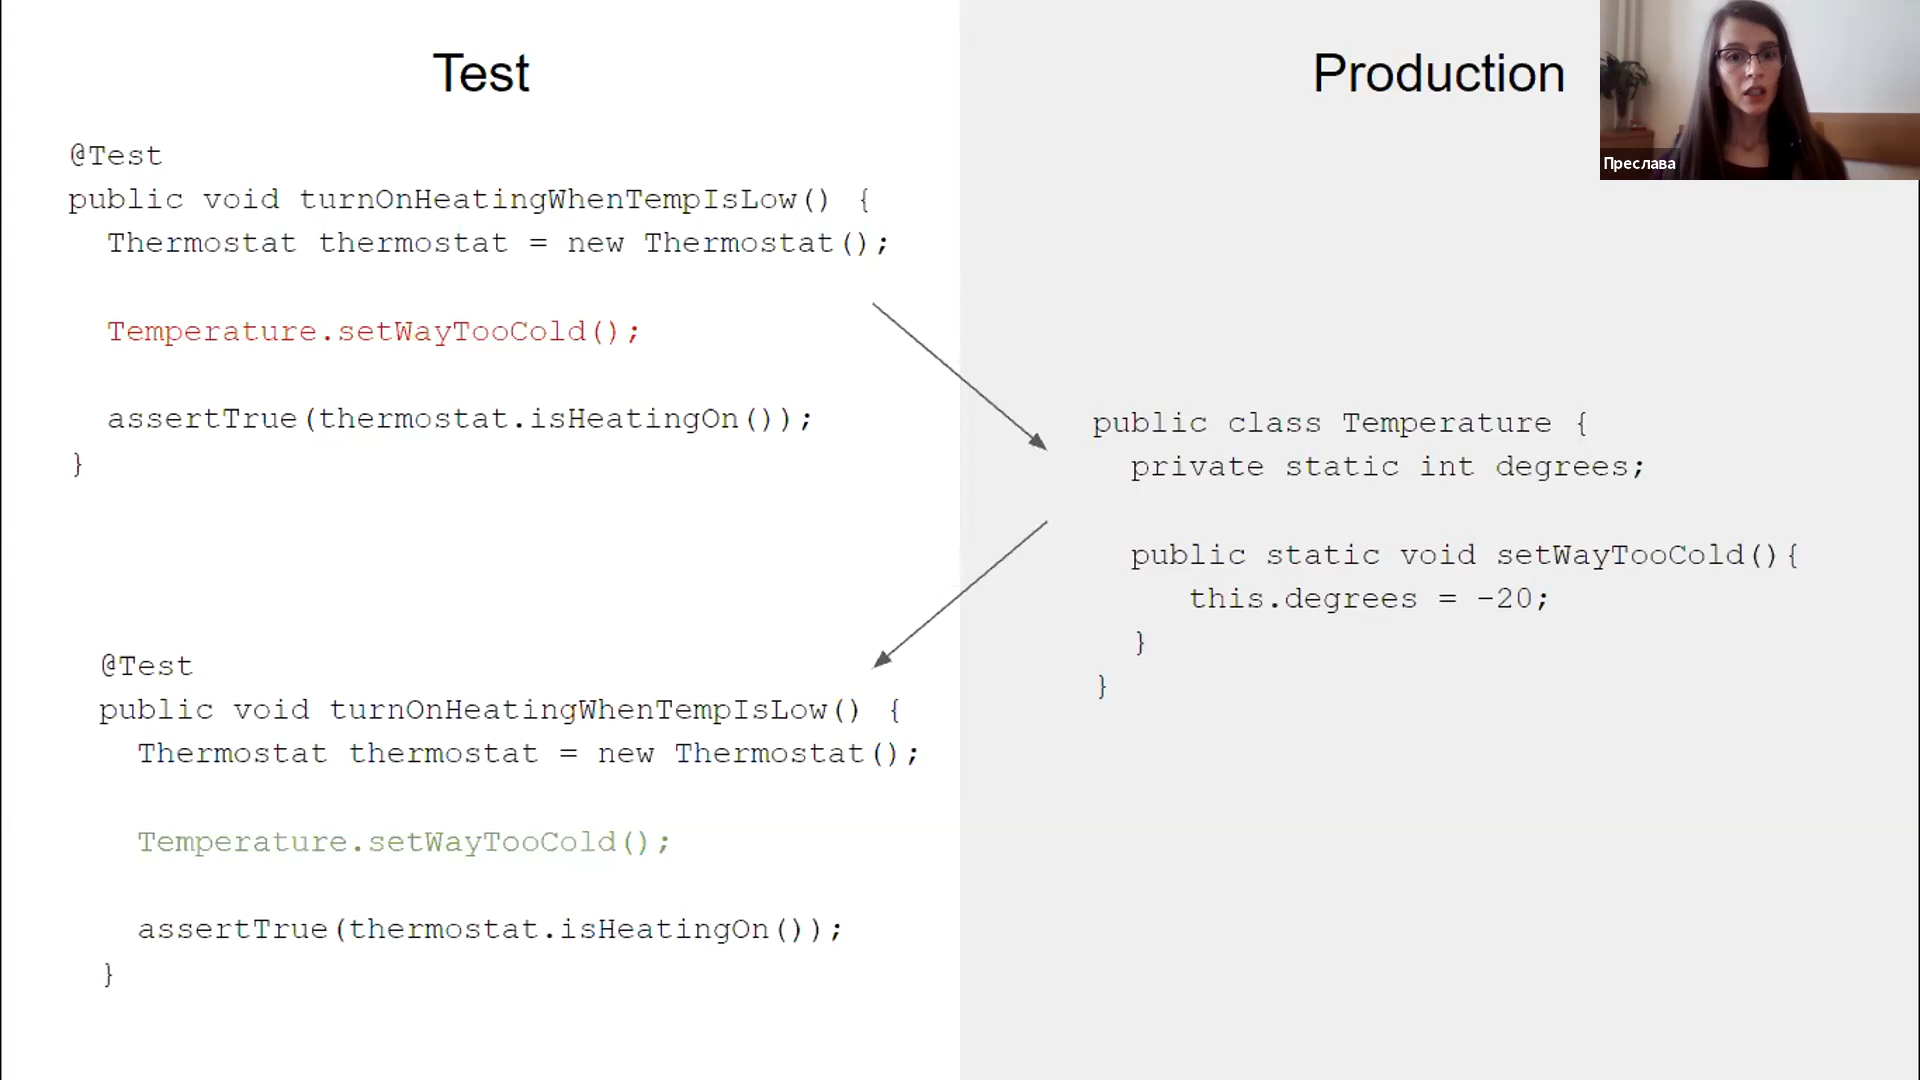 Test
@Test
public void turnOnHeatingWhenTempIsLow() {
Thermostat thermostat = new Thermostat();
Temperature.setWayTooCold();
assertTrue(thermostat.isHeatingOn());
}
@Test
public void turnOnHeatingWhenTempIsLow() {
Thermostat thermostat = new Thermostat();
Temperature.setWayTooCold();
assertTrue(thermostat.isHeatingOn());
}
Production
public class Temperature {
private static int degrees;
public static void setWayTooCold(){
this.degrees = -20;
}
}
Преслава